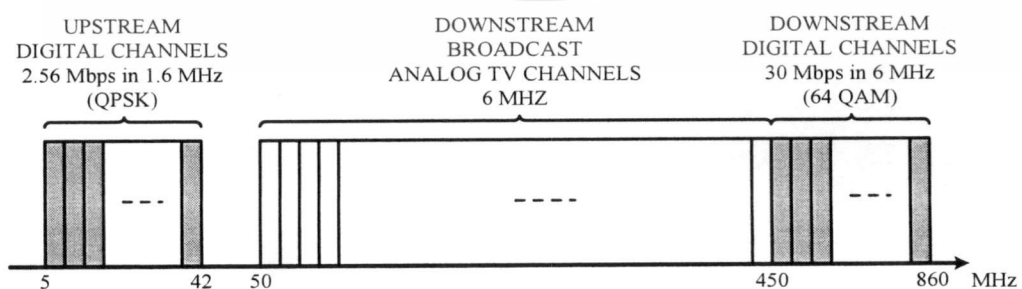 UPSTREAM
DIGITAL CHANNELS
2.56 Mbps in 1.6 MHz
(QPSK)
DOWNSTREAM
BROADCAST
ANALOG TV CHANNELS
6 MHZ
DOWNSTREAM
DIGITAL CHANNELS
30 Mbps in 6 MHz
(64 QAM)
5
42
50
450
860
MHz